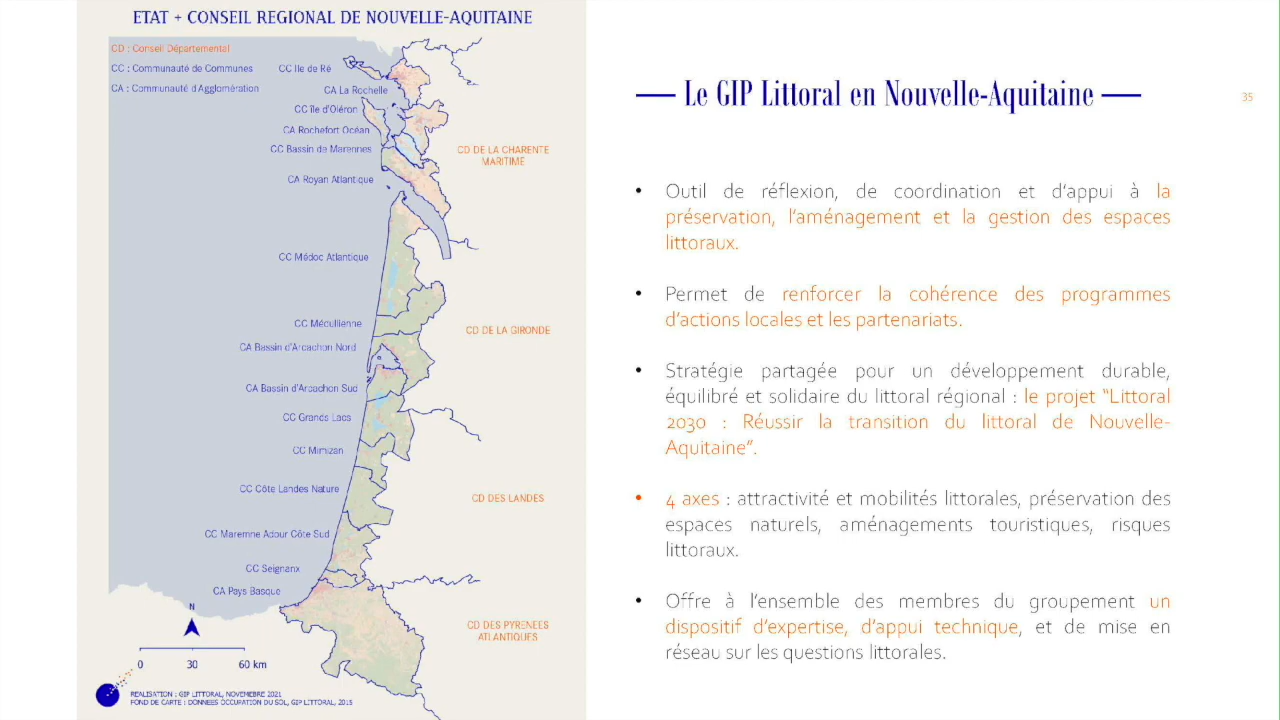 ETAT + CONSEIL REGIONAL DE NOUVELLE-AQUITAINE
CD : Conseil Départemental
CC : Communauté de Communes
CA : Communauté d'Agglomération
CC Ile de Ré
CA La Rochelle
CC île d'Oléron
CA Rochefort Océan
CC Bassin de Marennes
CA Royan Atlantique
CC Médoc Atlantique
CC Médullienne
CA Bassin d'Arcachon Nord
CA Bassin d'Arcachon Sud
CC Grands Lacs
CC Mimizan
CC Côte Landes Nature
CC Maremne Adour Côte Sud
CC Seignanx
CA Pays Basque
CD DE LA CHARENTE
MARITIME
CD DE LA GIRONDE
CD DES LANDES
CD DES PYRENEES
ATLANTIQUES
N
0 30 60 km
REALISATION : GIP LITTORAL, NOVEMEBRE 2021
FOND DE CARTE : DONNEES OCCUPATION DU SOL, GIP LITTORAL, 2015
Le GIP Littoral en Nouvelle-Aquitaine
35
• Outil de réflexion, de coordination et d'appui à la
préservation, l'aménagement et la gestion des espaces
littoraux.
• Permet de renforcer la cohérence des programmes
d'actions locales et les partenariats.
• Stratégie partagée pour un développement durable,
équilibré et solidaire du littoral régional : le projet "Littoral
2030 : Réussir la transition du littoral de Nouvelle-
Aquitaine".
• 4 axes : attractivité et mobilités littorales, préservation des
espaces naturels, aménagements touristiques, risques
littoraux.
• Offre à l'ensemble des membres du groupement un
dispositif d'expertise, d'appui technique, et de mise en
réseau sur les questions littorales.